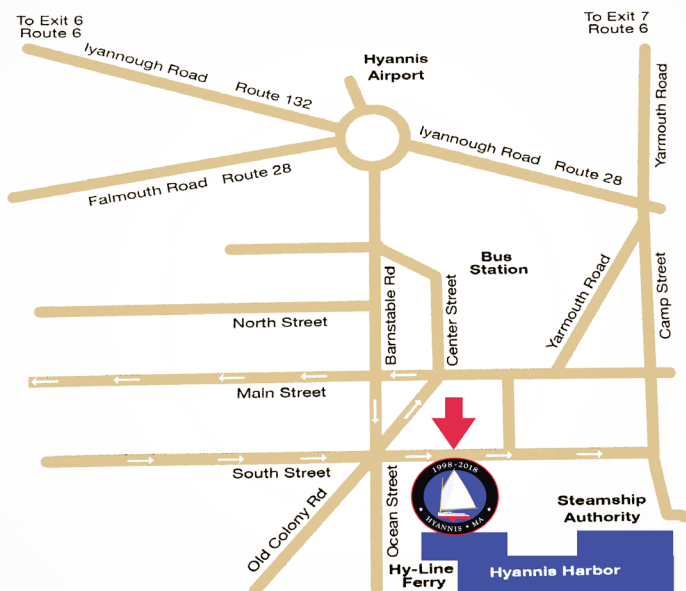 To Exit 6
Route 6
To Exit 7
Route 6
Iyannough Road Route 132
Hyannis
Airport
Yarmouth Road
Iyannough Road Route 28
Falmouth Road Route 28
Bus
Station
Barnstable Rd
Center Street
Yarmouth Road
Camp Street
North Street
Main Street
South Street
1998-2018
HYANNIS • MA
Old Colony Rd
Ocean Street
Steamship
Authority
Hy-Line
Ferry
Hyannis Harbor